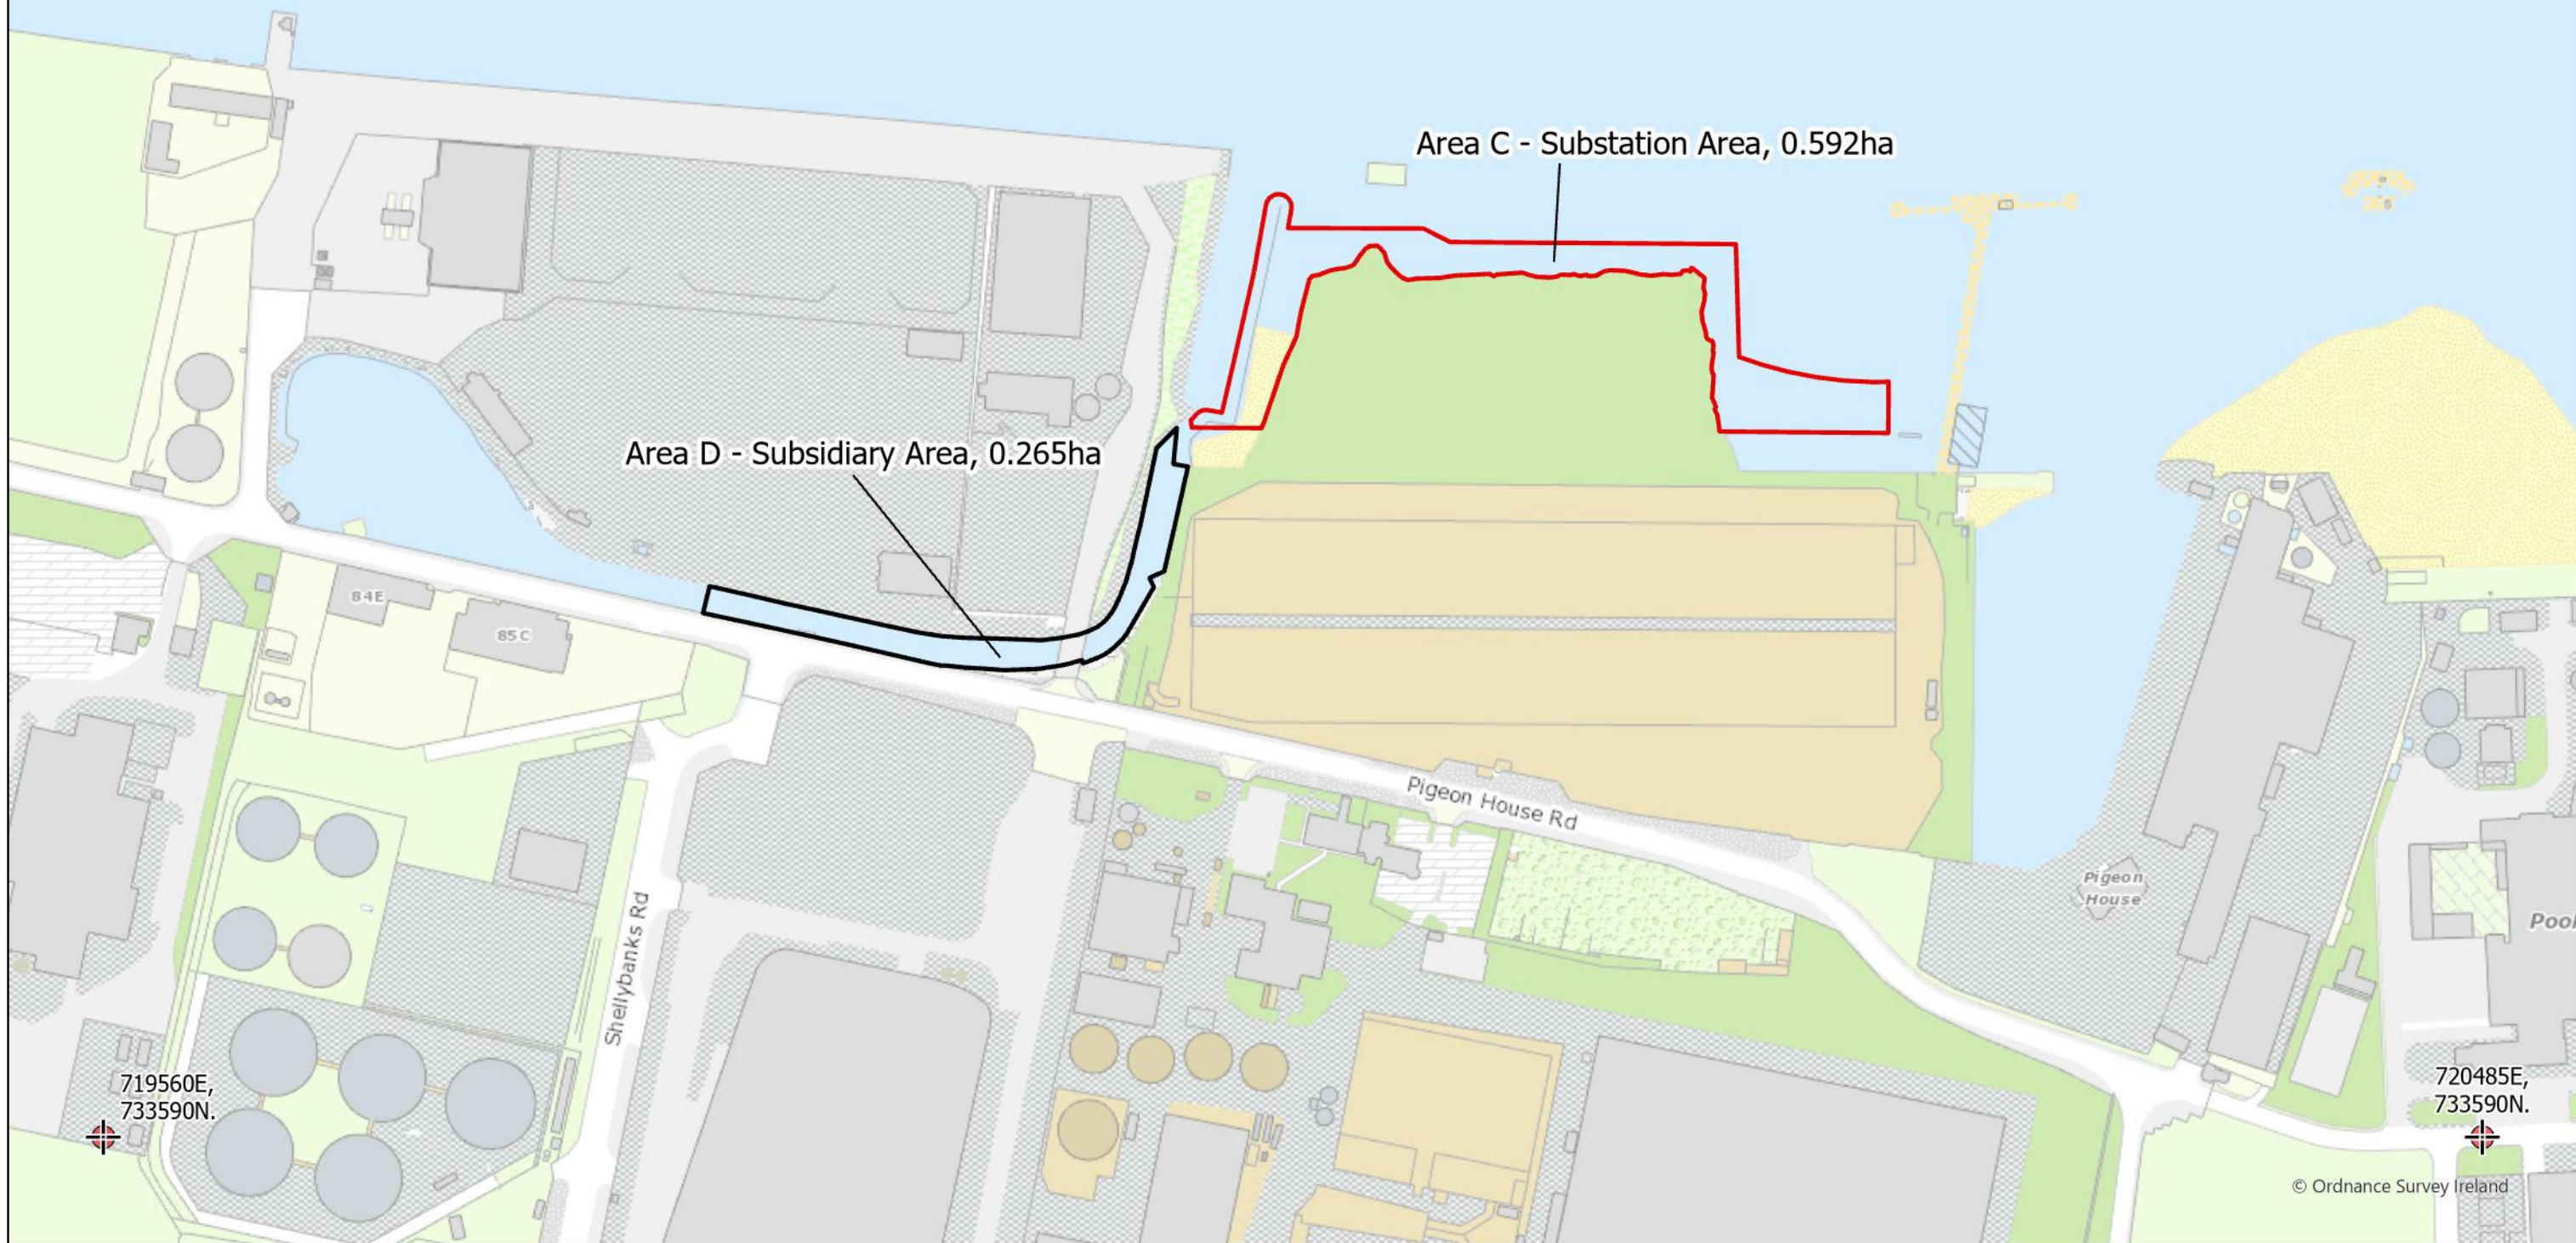 Area C - Substation Area, 0.592ha
Area D - Subsidiary Area, 0.265ha
84E
85C
Pigeon House Rd
Pigeon
House
Shellybanks Rd
719560E,
733590N.
720485E,
733590N.
© Ordnance Survey Ireland